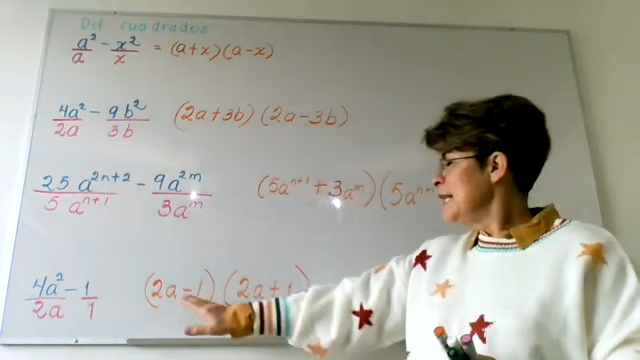 Dif cuadrados
a² - x² = (a+x)(a-x)
a x
4a² - 9b² (2a+3b)(2a-3b)
2a 3b
25 a²ⁿ⁺² - 9a²ᵐ (5aⁿ⁺¹ + 3aᵐ)(5aⁿ⁺
5 aⁿ⁺¹ 3aᵐ
4a² - 1 (2a-1)(2a+1)
2a 1